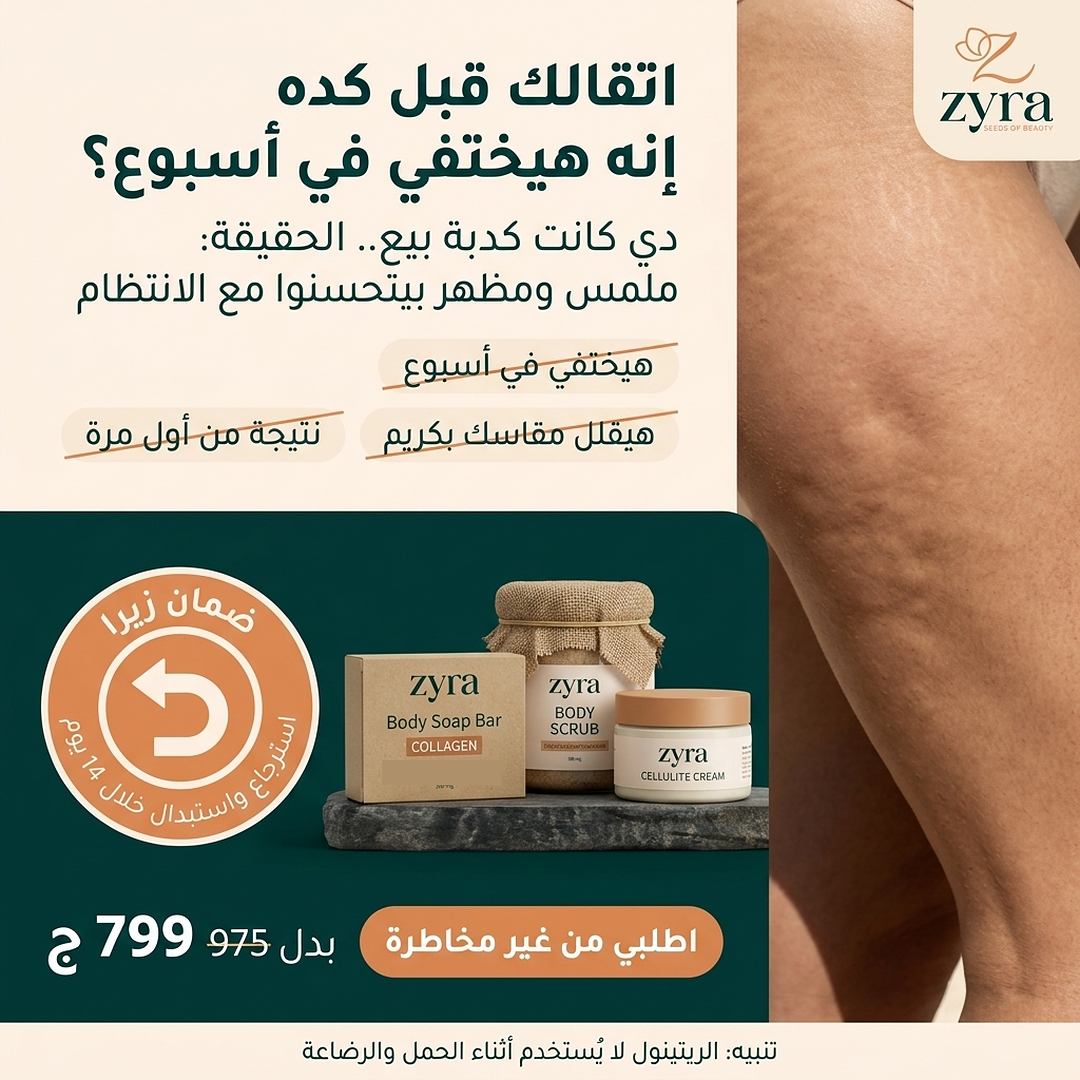 zyra
SEEDS OF BEAUTY
اتقالك قبل كده
إنه هيختفي في أسبوع؟
دي كانت كدبة بيع.. الحقيقة:
ملمس ومظهر بيتحسنوا مع الانتظام
هيختفي في أسبوع
هيقلل مقاسك بكريم
نتيجة من أول مرة
ضمان زيرا
استرجاع واستبدال خلال 14 يوم
zyra
Body Soap Bar
COLLAGEN
zyra
BODY
SCRUB
zyra
CELLULITE CREAM
اطلبي من غير مخاطرة
بدل 975 799 ج
تنبيه: الريتينول لا يُستخدم أثناء الحمل والرضاعة